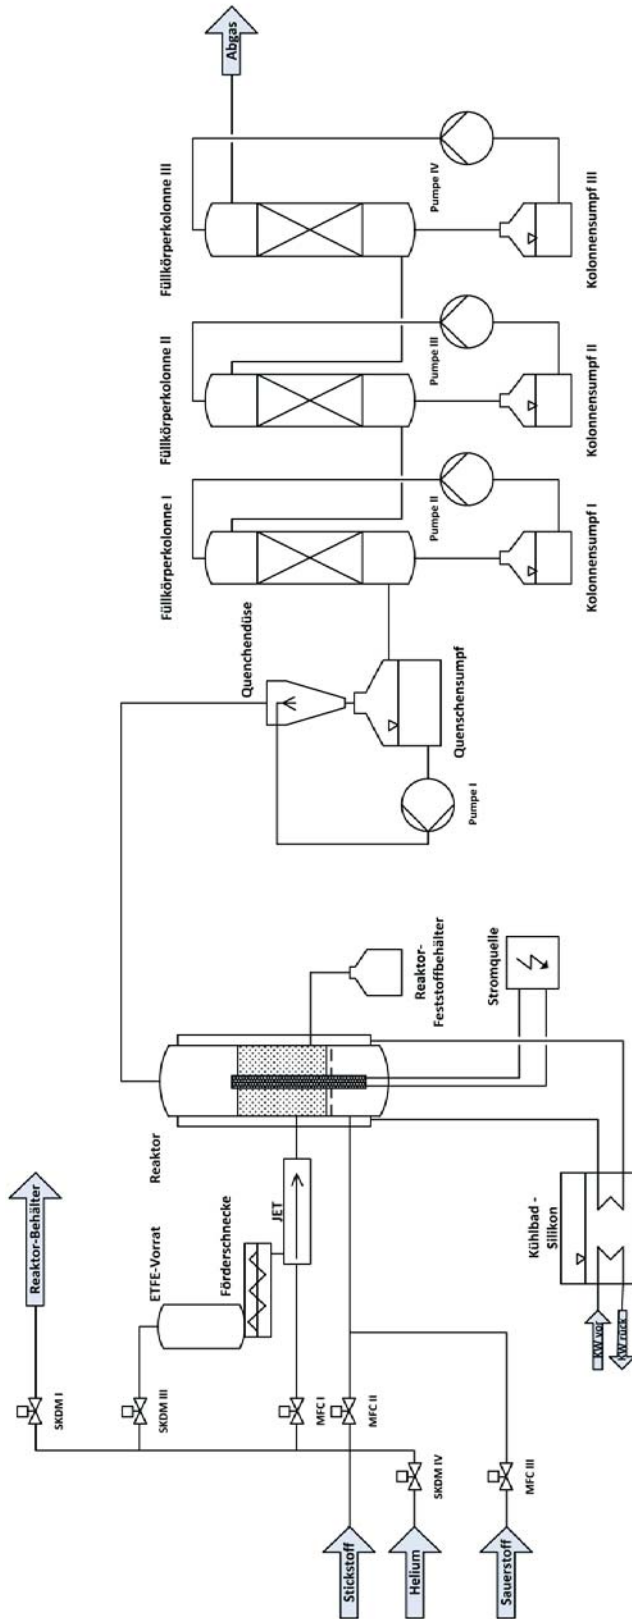 Reaktor-Behälter
SKDM I
ETFE-Vorrat
SKDM III
Förderschnecke
JET
MFC I
MFC II
Stickstoff
SKDM IV
Helium
MFC III
Sauerstoff
Reaktor
Reaktor-
Feststoffbehälter
Stromquelle
Kühlbad -
Silikon
KW vor
KW rück
Quenchendüse
Quenschensumpf
Pumpe I
Füllkörperkolonne I
Pumpe II
Kolonnensumpf I
Füllkörperkolonne II
Pumpe III
Kolonnensumpf II
Füllkörperkolonne III
Pumpe IV
Kolonnensumpf III
Abgas